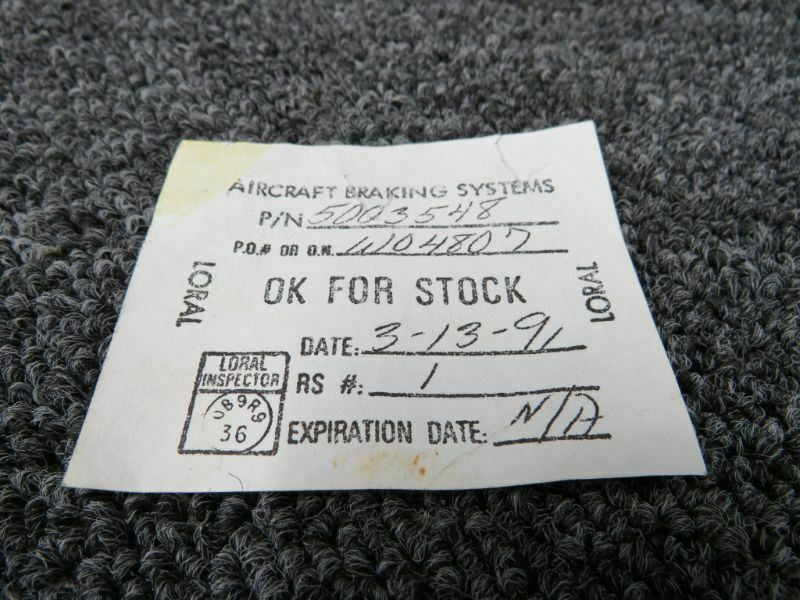 AIRCRAFT BRAKING SYSTEMS
P/N 5003548
P.O.# OR O.N. W04807
LORAL
OK FOR STOCK
LORAL
DATE: 3-13-91
LORAL
INSPECTOR
RS #: 1
36
EXPIRATION DATE: N/A